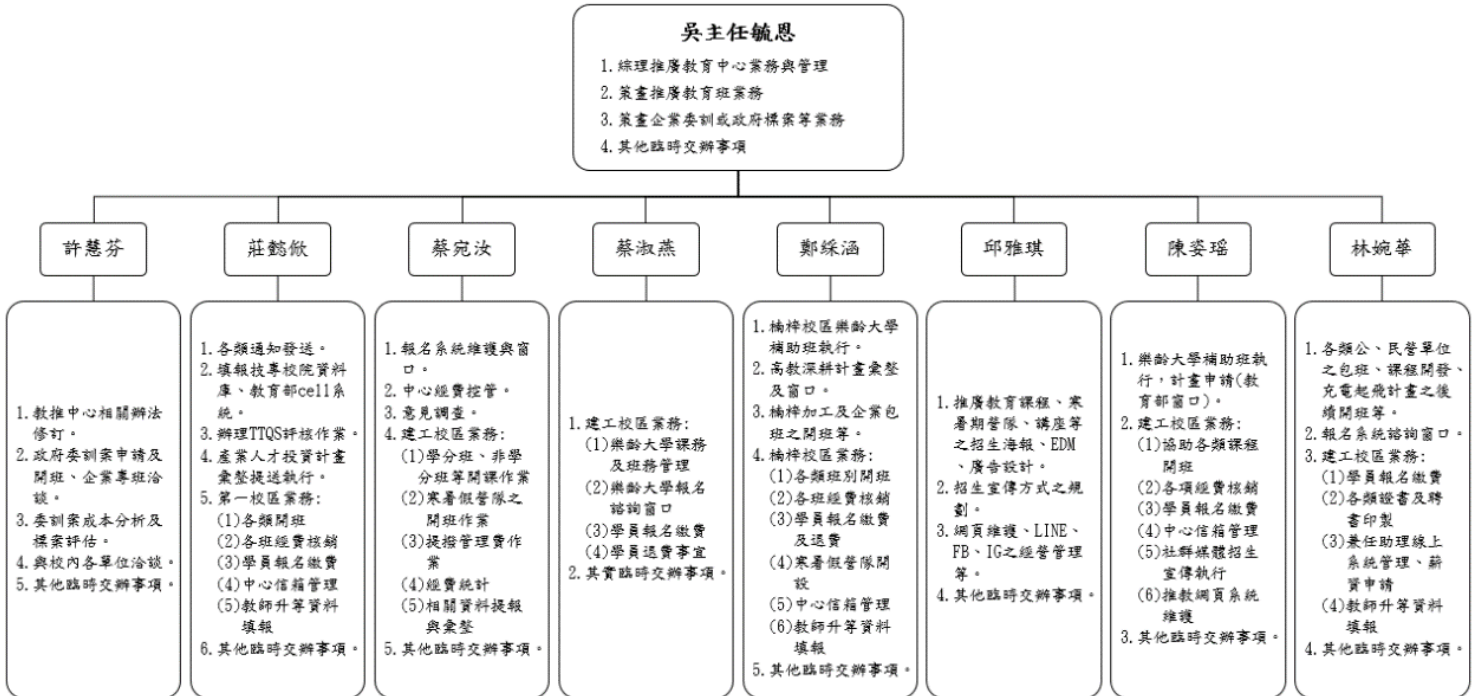 吳主任毓恩
1. 綜理推廣教育中心業務與管理
2. 策畫推廣教育班業務
3. 策畫企業委訓或政府標案等業務
4. 其他臨時交辦事項
許慧芬
1. 教推中心相關辦法
修訂。
2. 政府委訓案申請及
開班、企業專班洽
談。
3. 委訓案成本分析及
標案評估。
4. 與校內各單位洽談。
5. 其他臨時交辦事項。
莊懿歆
1. 各類通知發送。
2. 填報技專校院資料
庫、教育部cell系
統。
3. 辦理TTQS評核作業。
4. 產業人才投資計畫
彙整提送執行。
5. 第一校區業務:
(1)各類開班
(2)各班經費核銷
(3)學員報名繳費
(4)中心信箱管理
(5)教師升等資料
填報
6. 其他臨時交辦事項。
蔡宛汝
1. 報名系統維護與窗
口。
2. 中心經費控管。
3. 意見調查。
4. 建工校區業務:
(1)學分班、非學
分班等開課作業
(2)寒暑假營隊之
開班作業
(3)提撥管理費作
業
(4)經費統計
(5)相關資料提報
與彙整
5. 其他臨時交辦事項。
蔡淑燕
1. 建工校區業務:
(1)樂齡大學課務
及班務管理
(2)樂齡大學報名
諮詢窗口
(3)學員報名繳費
(4)學員退費事宜
2. 其實臨時交辦事項。
鄭綵涵
1. 楠梓校區樂齡大學
補助班執行。
2. 高教深耕計畫彙整
及窗口。
3. 楠梓加工及企業包
班之開班等。
4. 楠梓校區業務:
(1)各類班別開班
(2)各班經費核銷
(3)學員報名繳費
及退費
(4)寒暑假營隊開
設
(5)中心信箱管理
(6)教師升等資料
填報
5. 其他臨時交辦事項。
邱雅琪
1. 推廣教育課程、寒
暑期營隊、講座等
之招生海報、EDM
、廣告設計。
2. 招生宣傳方式之規
劃。
3. 網頁維護、LINE、
FB、IG之經營管理
等。
4. 其他臨時交辦事項。
陳姿瑶
1. 樂齡大學補助班執
行，計畫申請(教
育部窗口)。
2. 建工校區業務:
(1)協助各類課程
開班
(2)各項經費核銷
(3)學員報名繳費
(4)中心信箱管理
(5)社群媒體招生
宣傳執行
(6)推教網頁系統
維護
3. 其他臨時交辦事項。
林婉華
1. 各類公、民營單位
之包班、課程開發、
充電起飛計畫之後
續開班等。
2. 報名系統諮詢窗口。
3. 建工校區業務:
(1)學員報名繳費
(2)各類證書及聘
書印製
(3)兼任助理線上
系統管理、薪
資申請
(4)教師升等資料
填報
4. 其他臨時交辦事項。